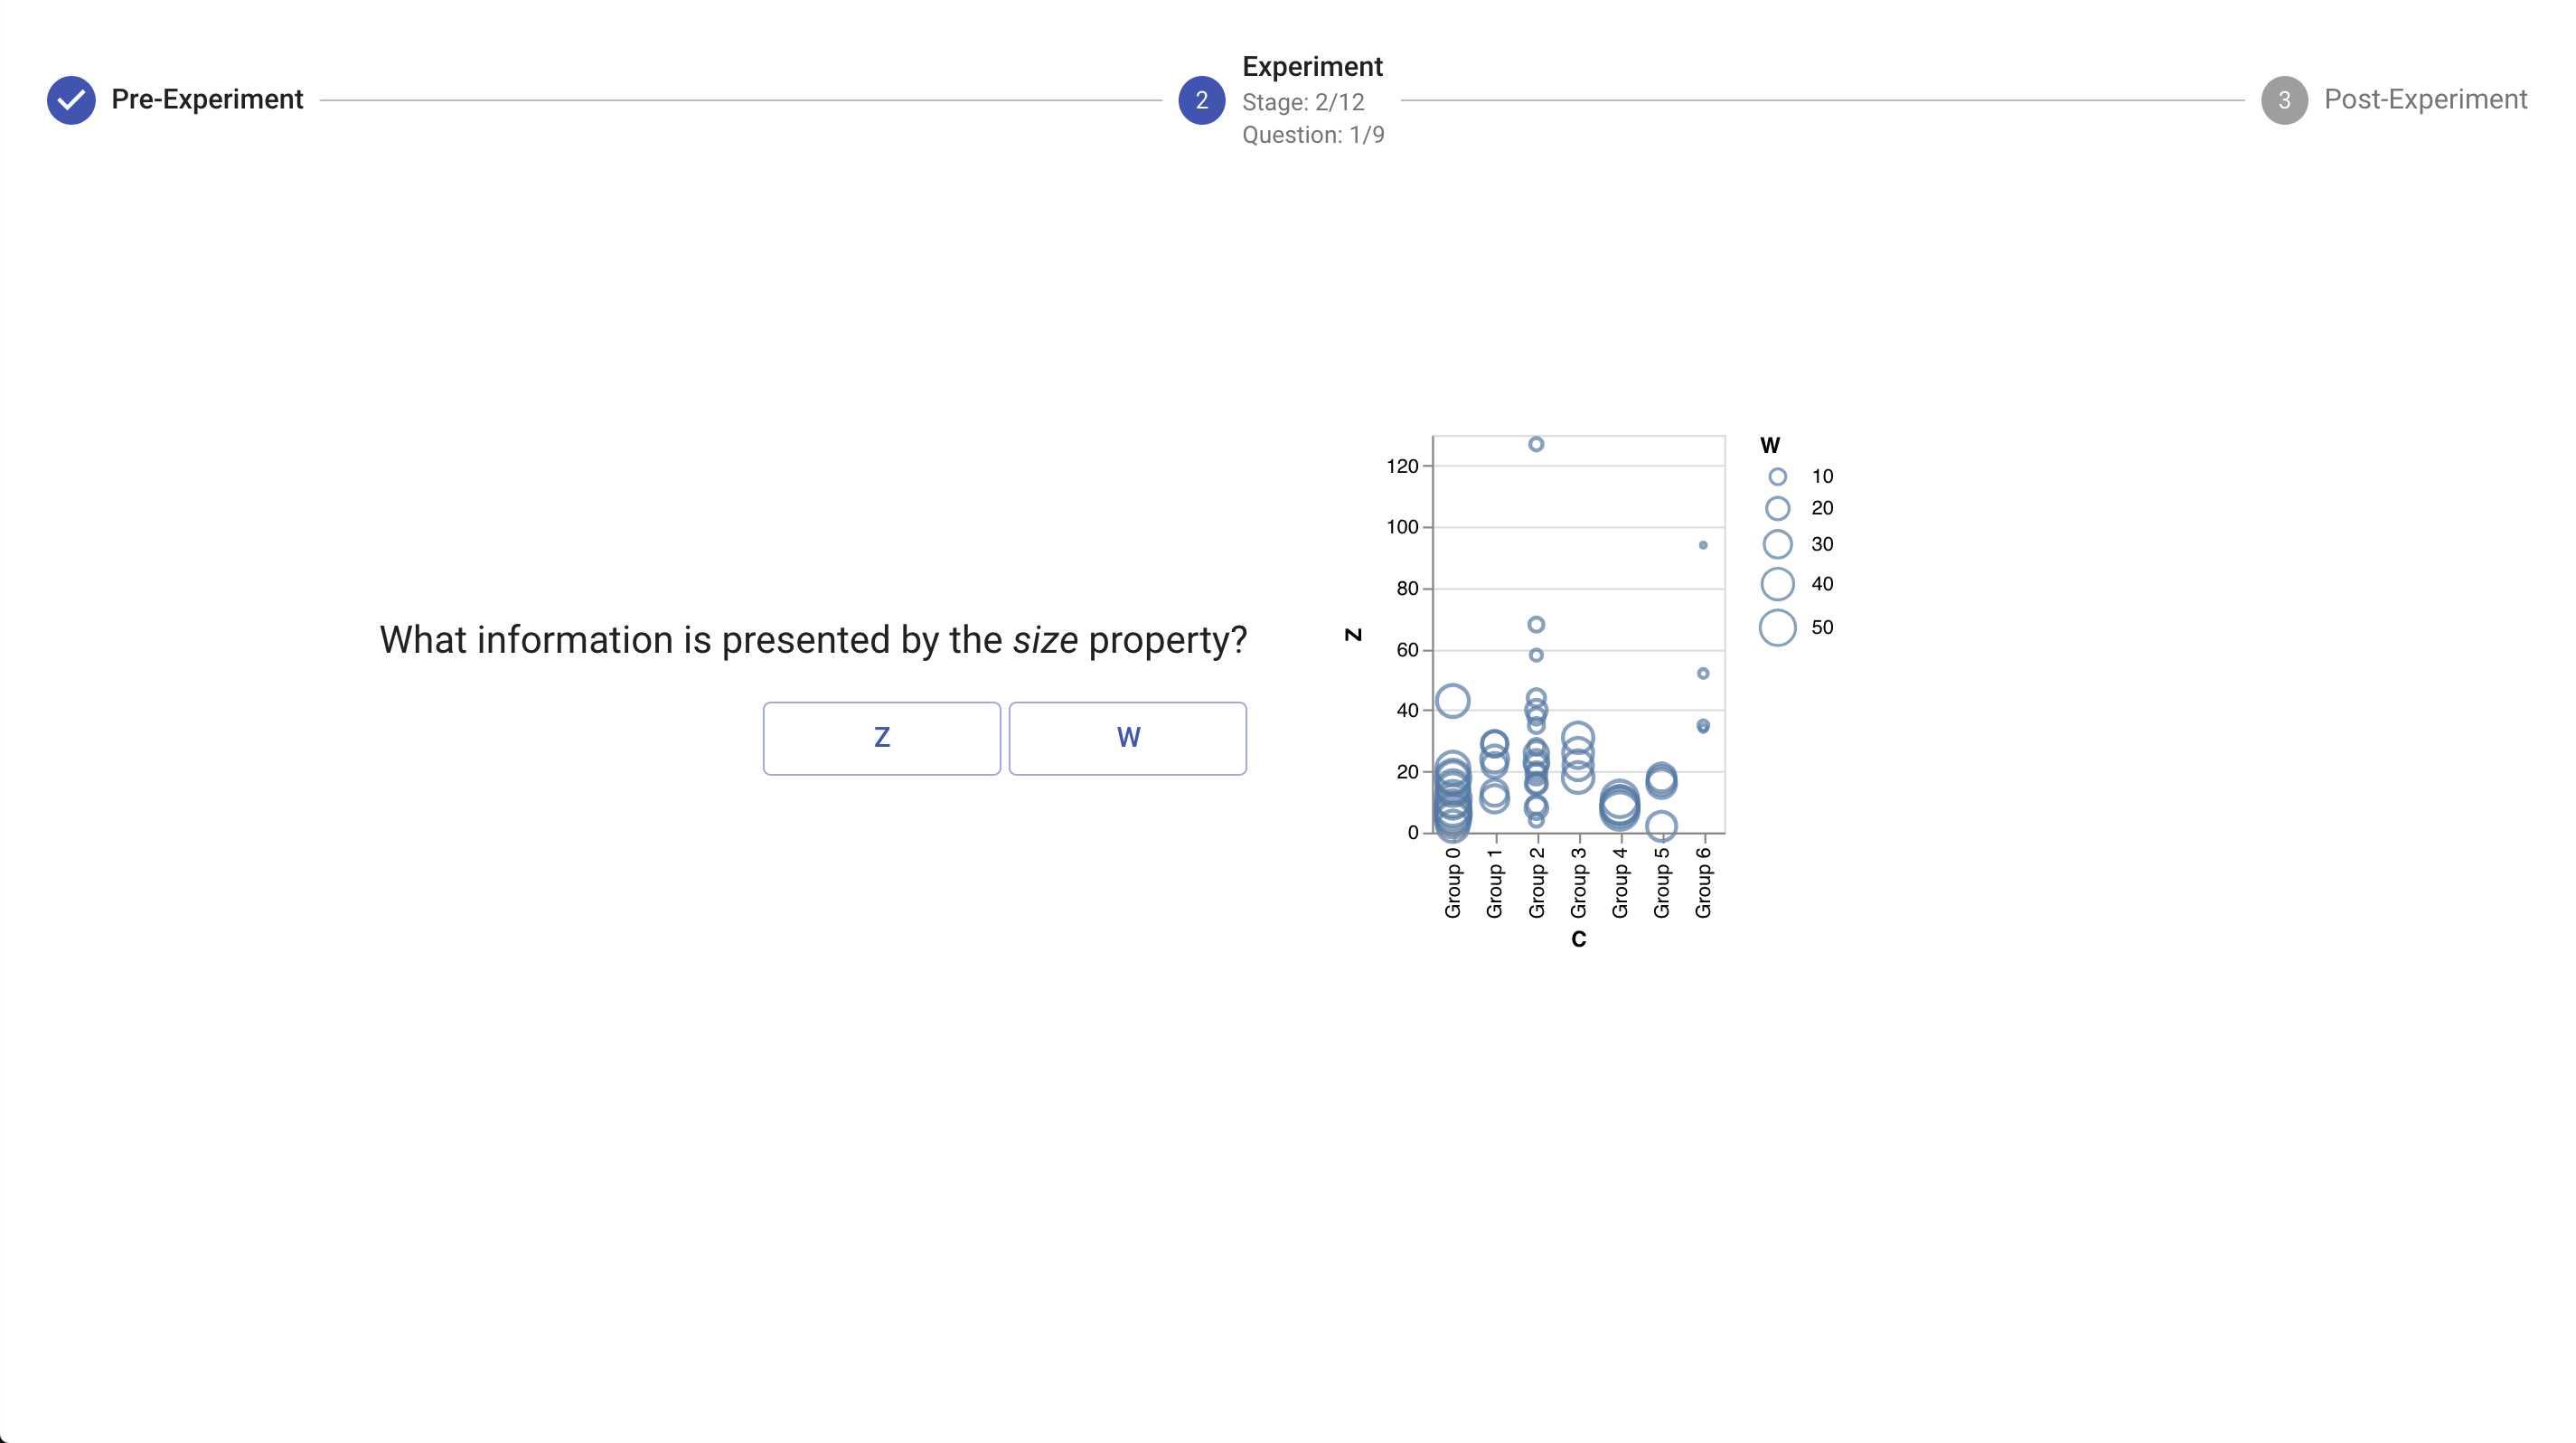 Pre-Experiment
2
Experiment
Stage: 2/12
Question: 1/9
3
Post-Experiment
What information is presented by the size property?
Z
W
Z
120
100
80
60
40
20
0
Group 0
Group 1
Group 2
Group 3
Group 4
Group 5
Group 6
C
W
10
20
30
40
50